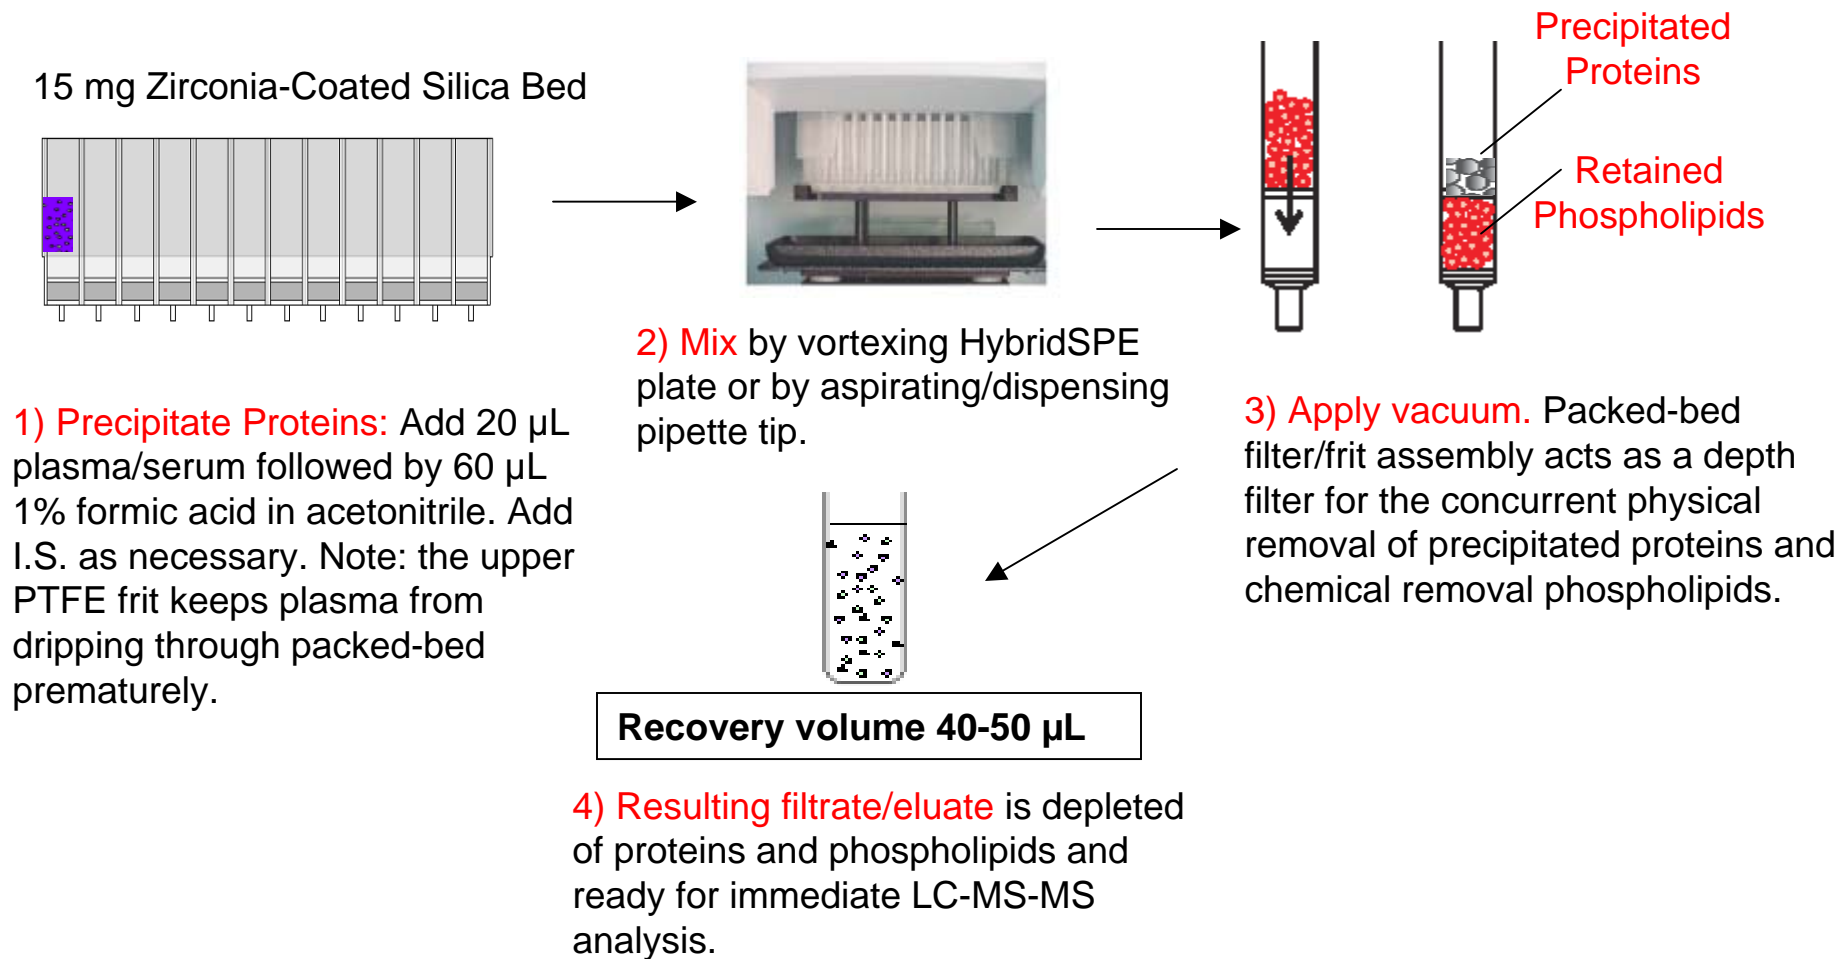 15 mg Zirconia-Coated Silica Bed
1) Precipitate Proteins: Add 20 µL
plasma/serum followed by 60 µL
1% formic acid in acetonitrile. Add
I.S. as necessary. Note: the upper
PTFE frit keeps plasma from
dripping through packed-bed
prematurely.
2) Mix by vortexing HybridSPE
plate or by aspirating/dispensing
pipette tip.
Precipitated
Proteins
Retained
Phospholipids
3) Apply vacuum. Packed-bed
filter/frit assembly acts as a depth
filter for the concurrent physical
removal of precipitated proteins and
chemical removal phospholipids.
Recovery volume 40-50 µL
4) Resulting filtrate/eluate is depleted
of proteins and phospholipids and
ready for immediate LC-MS-MS
analysis.